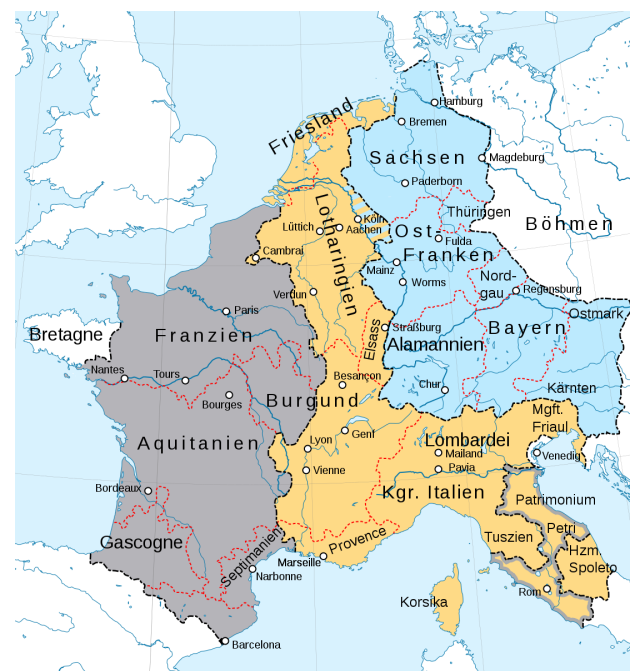 Hamburg
Friesland
Bremen
Sachsen
Magdeburg
Paderborn
Thüringen
Köln
Lüttich
Aachen
Ost
Fulda
Böhmen
Lotharingien
Cambrai
Franken
Mainz
Worms
Nord-
gau
Regensburg
Verdun
Paris
Ostmark
Bretagne
Franzien
Elsass
Straßburg
Bayern
Alamannien
Nantes
Tours
Besançon
Chur
Kärnten
Bourges
Burgund
Mgft.
Friaul
Aquitanien
Lyon
Genf
Lombardei
Mailand
Venedig
Vienne
Pavia
Bordeaux
Kgr. Italien
Patrimonium
Petri
Gascogne
Septimanien
Provence
Tuszien
Hzm.
Spoleto
Marseille
Narbonne
Korsika
Rom
Barcelona